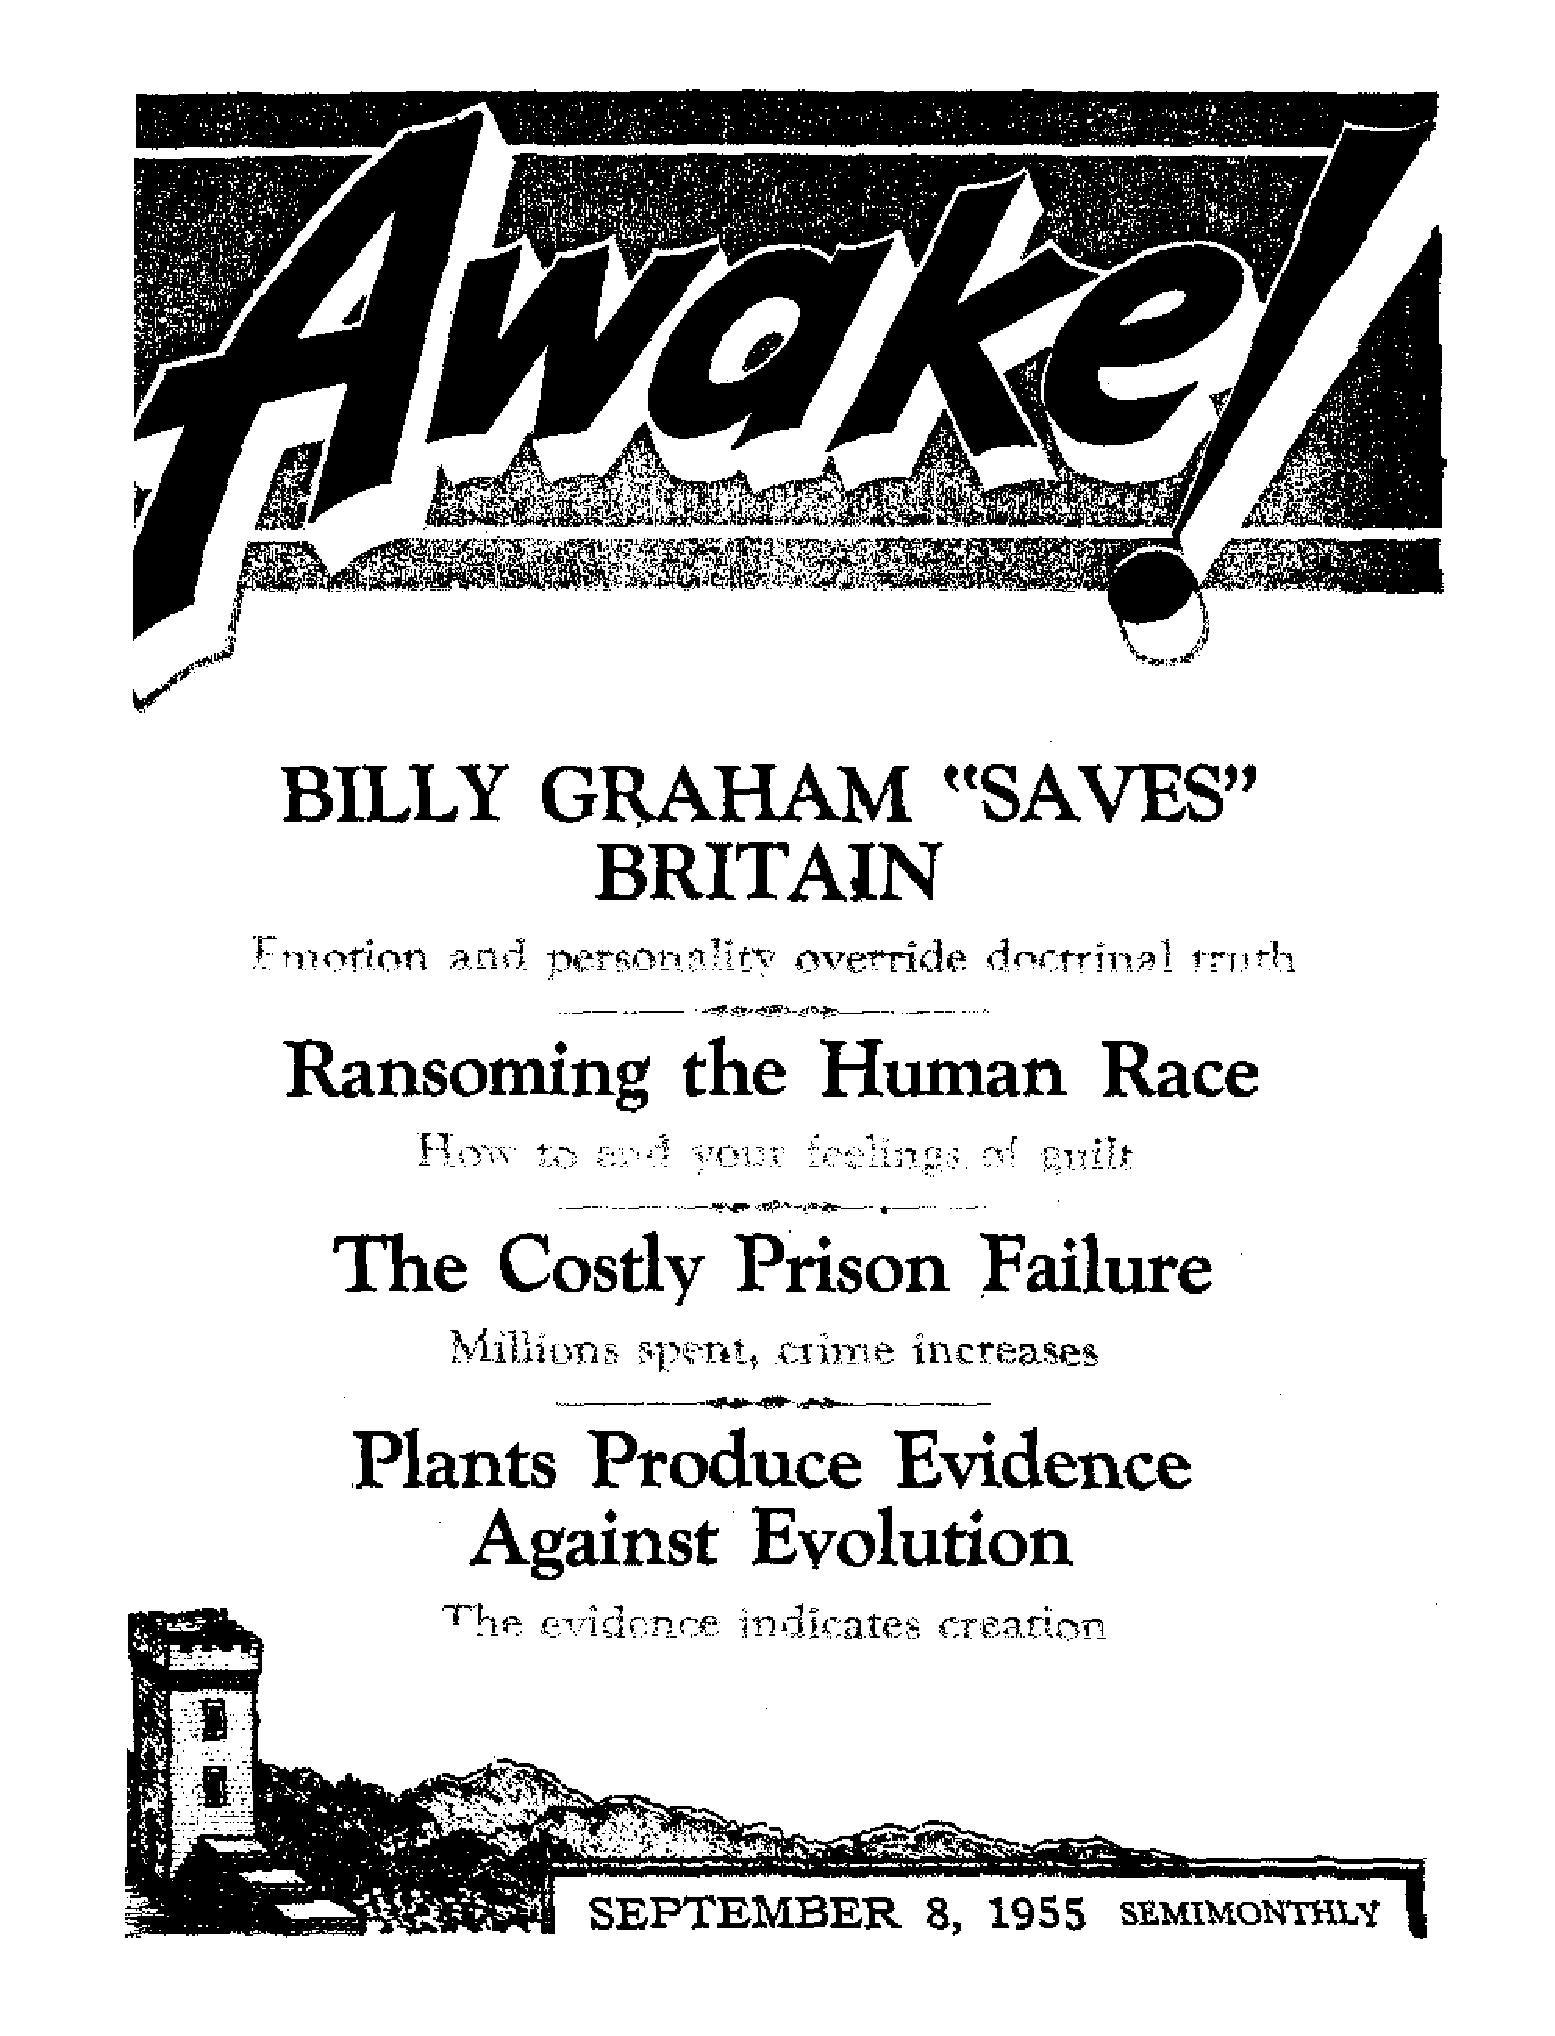 Awake!
BILLY GRAHAM “SAVES”
BRITAIN
Emotion and personality override doctrinal truth
Ransoming the Human Race
How to end your feelings of guilt
The Costly Prison Failure
Millions spent, crime increases
Plants Produce Evidence
Against Evolution
The evidence indicates creation
SEPTEMBER 8, 1955 SEMIMONTHLY